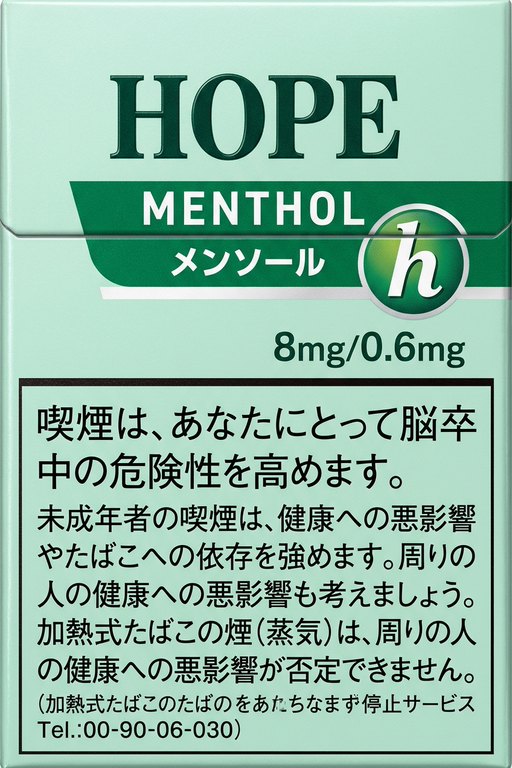 HOPE
MENTHOL
メンソール
h
8mg/0.6mg
喫煙は、あなたにとって脳卒
中の危険性を高めます。
未成年者の喫煙は、健康への悪影響
やたばこへの依存を強めます。周りの
人の健康への悪影響も考えましょう。
加熱式たばこの煙(蒸気)は、周りの人
の健康への悪影響が否定できません。
(加熱式たばこのたばのをあたちなまず停止サービス
Tel.:00-90-06-030)